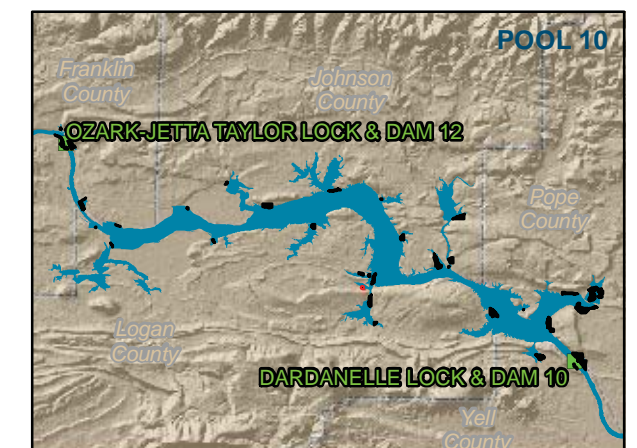 POOL 10
Franklin
County
Johnson
County
OZARK-JETTA TAYLOR LOCK & DAM 12
Pope
County
Logan
County
DARDANELLE LOCK & DAM 10
Yell
County